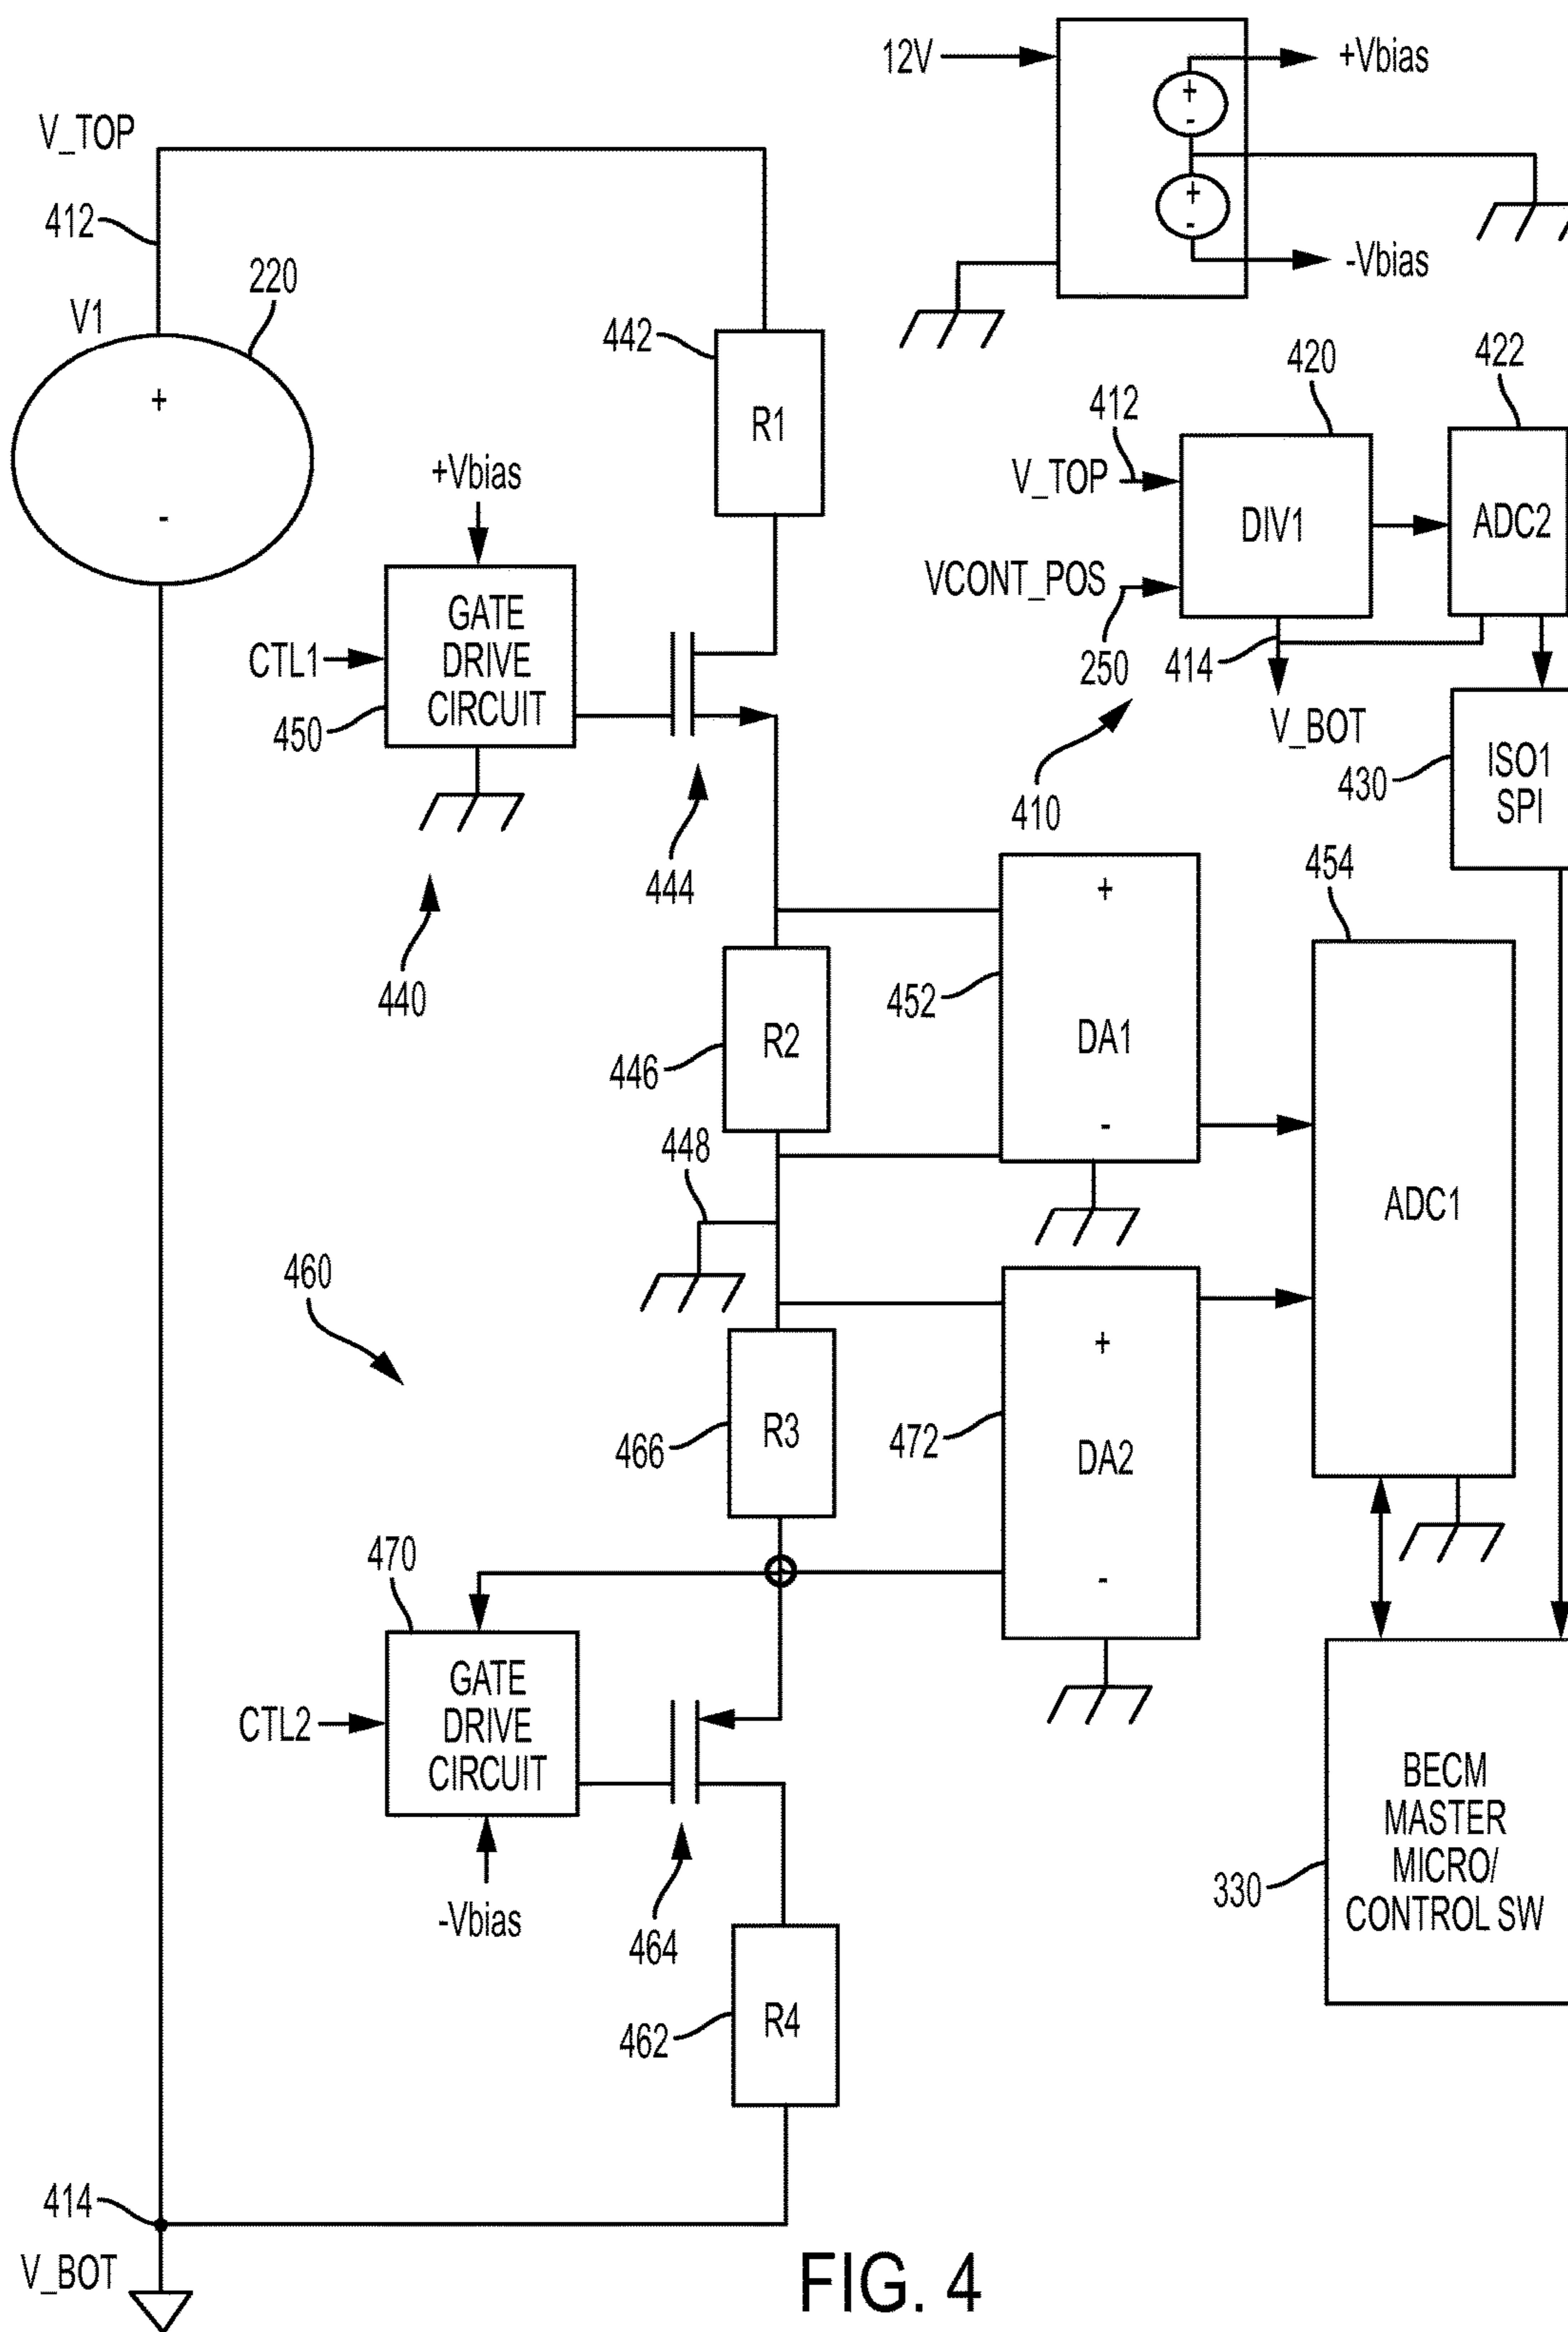 12V
+Vbias
+
-
+
-
-Vbias
V_TOP
412
V1
220
+
-
442
R1
+Vbias
GATE
DRIVE
CIRCUIT
CTL1
450
444
440
412
V_TOP
VCONT_POS
250
420
DIV1
422
ADC2
414
V_BOT
410
430
ISO1
SPI
454
+
452
DA1
-
ADC1
446
R2
448
460
466
R3
+
472
DA2
-
470
GATE
DRIVE
CIRCUIT
CTL2
-Vbias
464
462
R4
BECM
MASTER
MICRO/
CONTROL SW
330
414
V_BOT
FIG. 4